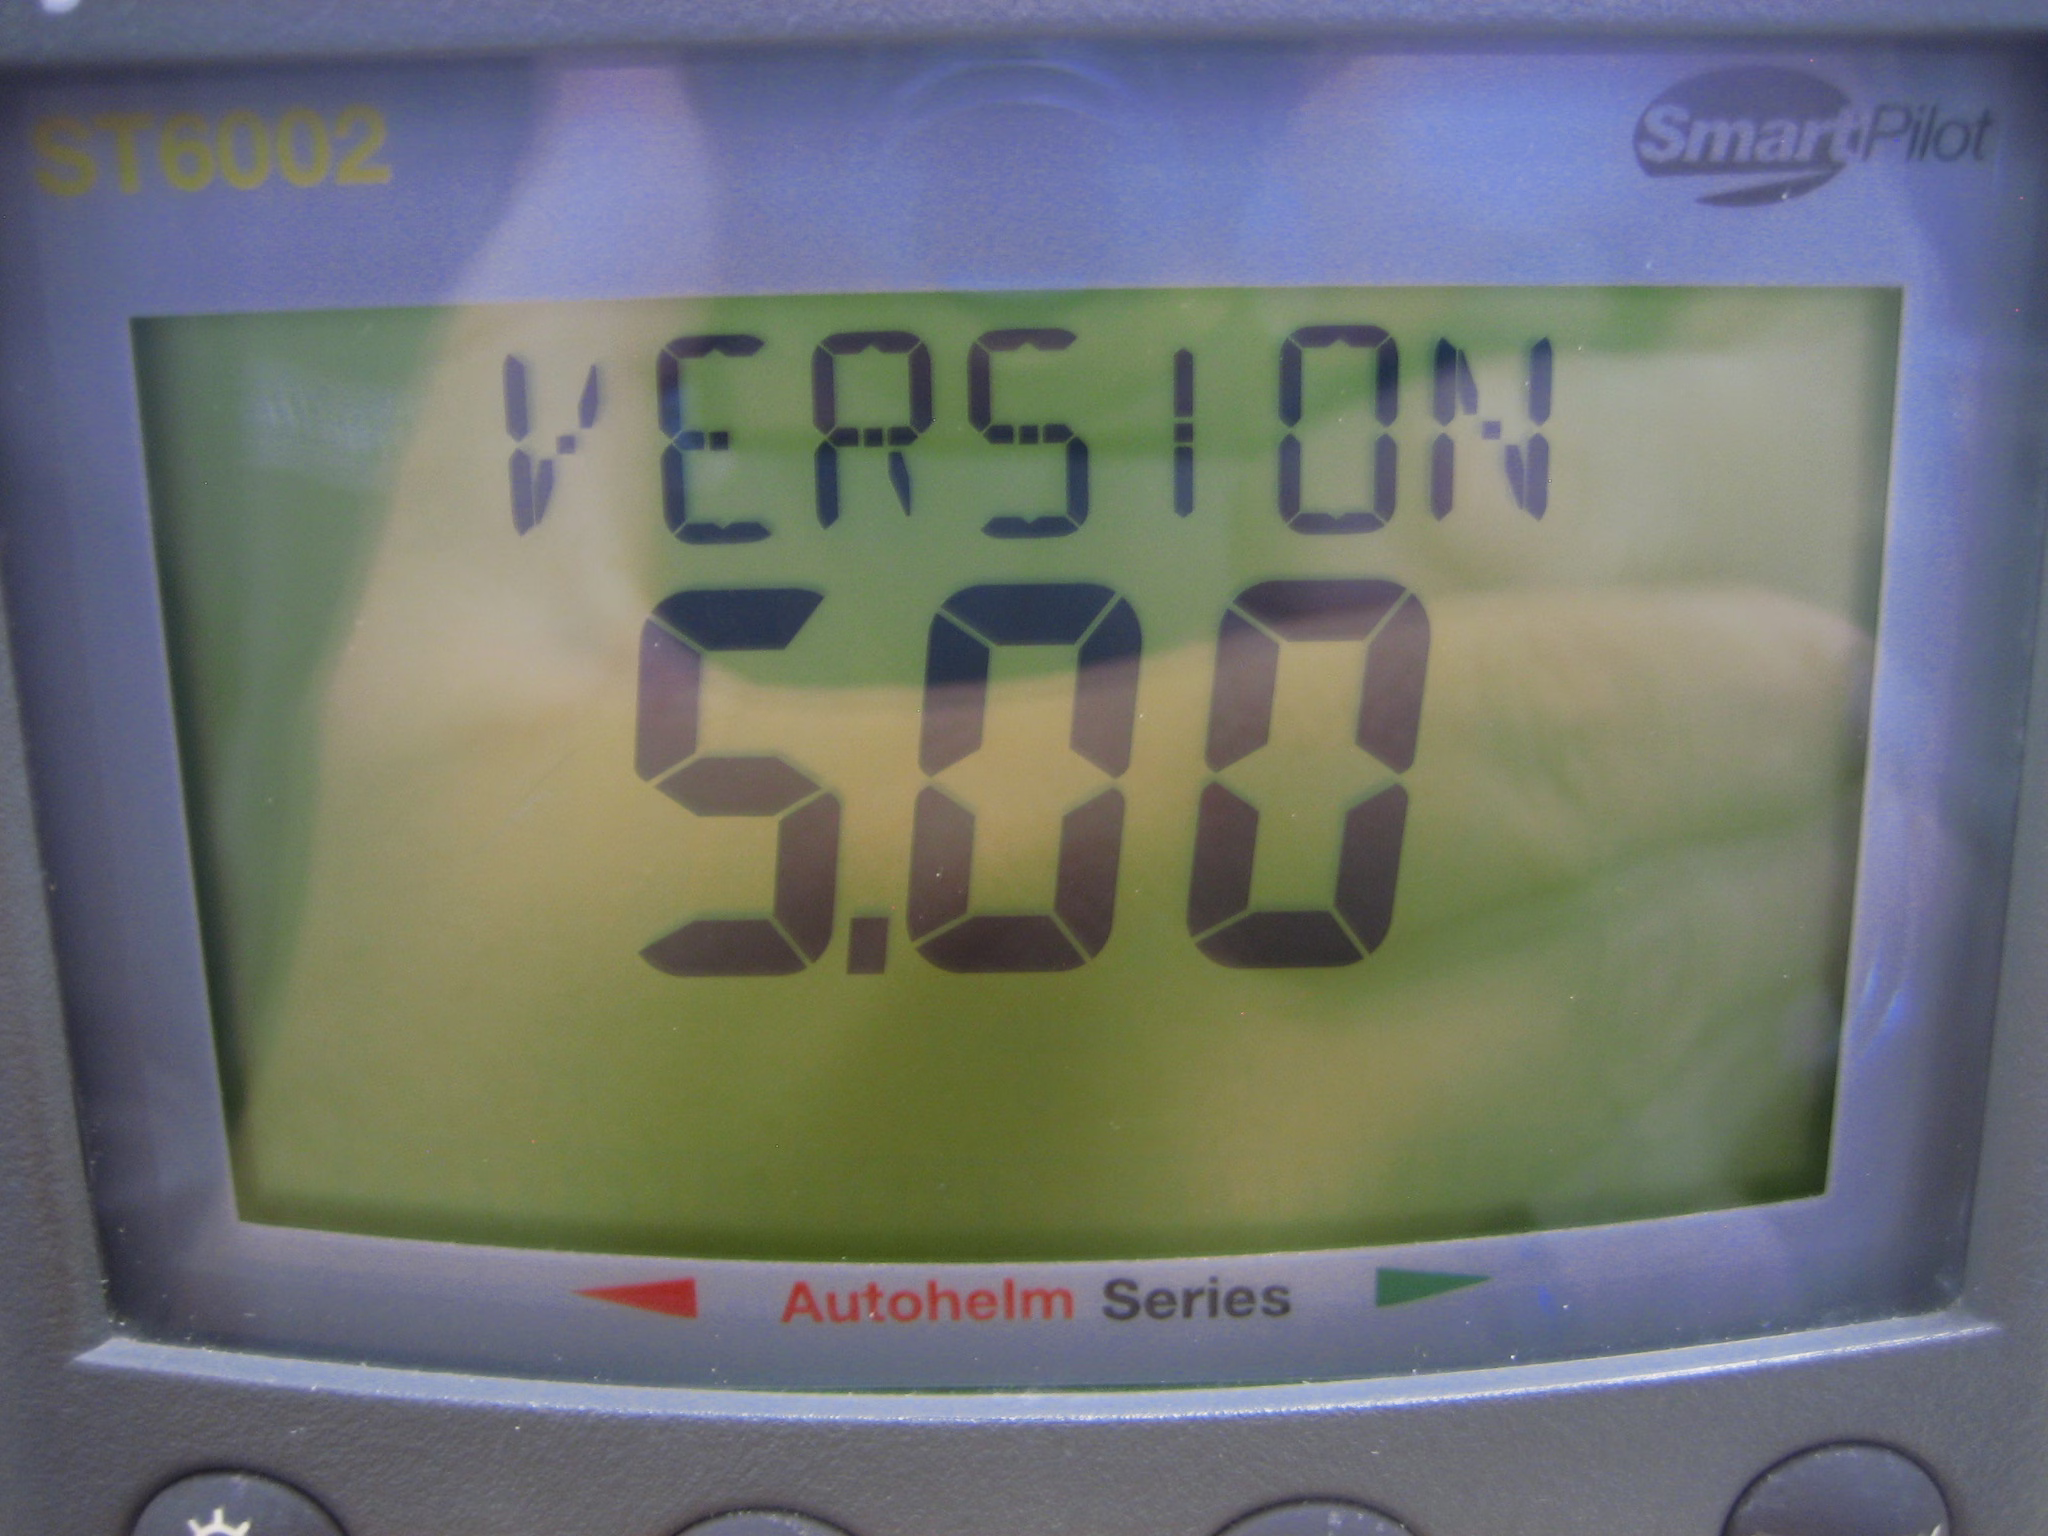 ST6002
SmartPilot
VERSION
5.00
Autohelm Series